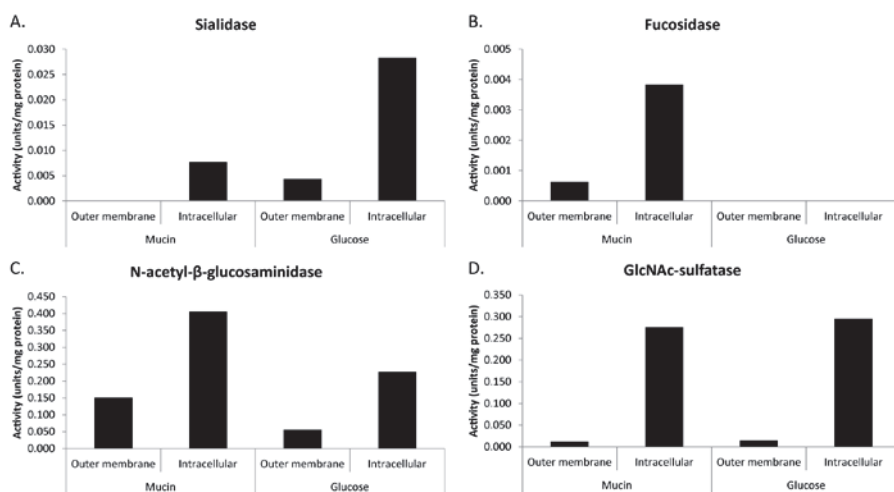 A.
Sialidase
Activity (units/mg protein)
0.030
0.025
0.020
0.015
0.010
0.005
0.000
Outer membrane Intracellular Outer membrane Intracellular
Mucin Glucose
B.
Fucosidase
Activity (units/mg protein)
0.005
0.004
0.003
0.002
0.001
0.000
Outer membrane Intracellular Outer membrane Intracellular
Mucin Glucose
C.
N-acetyl-β-glucosaminidase
Activity (units/mg protein)
0.450
0.400
0.350
0.300
0.250
0.200
0.150
0.100
0.050
0.000
Outer membrane Intracellular Outer membrane Intracellular
Mucin Glucose
D.
GlcNAc-sulfatase
Activity (units/mg protein)
0.350
0.300
0.250
0.200
0.150
0.100
0.050
0.000
Outer membrane Intracellular Outer membrane Intracellular
Mucin Glucose